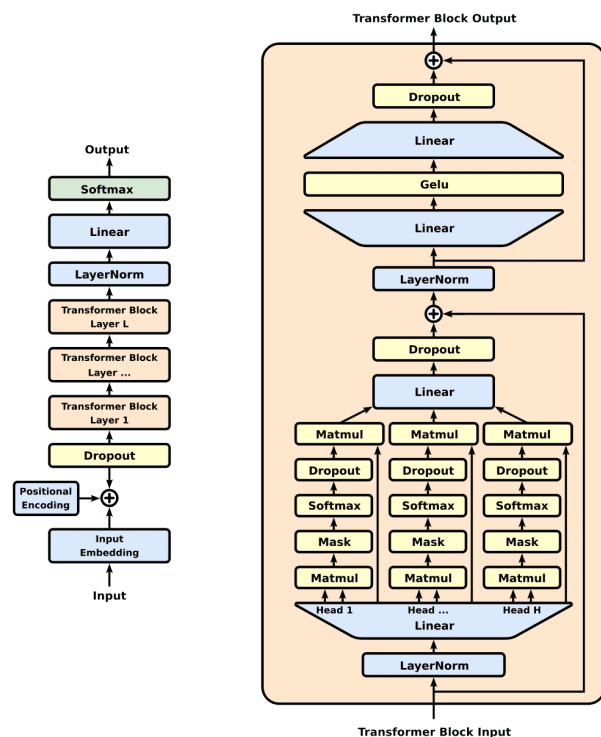 Output
Softmax
Linear
LayerNorm
Transformer Block
Layer L
Transformer Block
Layer ...
Transformer Block
Layer 1
Dropout
Positional
Encoding
Input
Embedding
Input
Transformer Block Output
Dropout
Linear
Gelu
Linear
LayerNorm
Dropout
Linear
Matmul Matmul Matmul
Dropout Dropout Dropout
Softmax Softmax Softmax
Mask Mask Mask
Matmul Matmul Matmul
Head 1 Head ... Head H
Linear
LayerNorm
Transformer Block Input